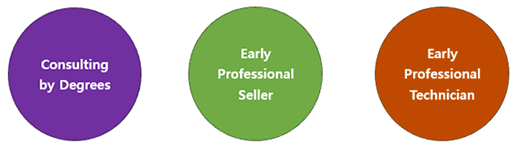 Consulting
by Degrees
Early
Professional
Seller
Early
Professional
Technician